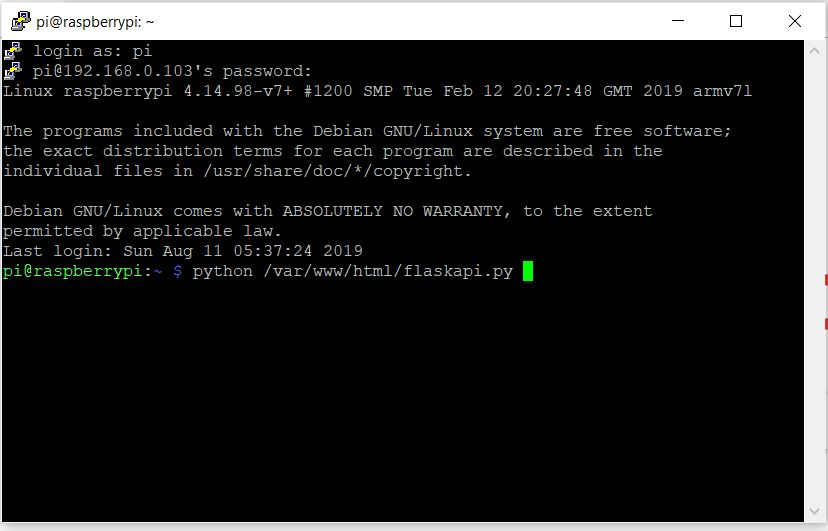 pi@raspberrypi: ~
login as: pi
pi@192.168.0.103's password:
Linux raspberrypi 4.14.98-v7+ #1200 SMP Tue Feb 12 20:27:48 GMT 2019 armv7l
The programs included with the Debian GNU/Linux system are free software;
the exact distribution terms for each program are described in the
individual files in /usr/share/doc/*/copyright.
Debian GNU/Linux comes with ABSOLUTELY NO WARRANTY, to the extent
permitted by applicable law.
Last login: Sun Aug 11 05:37:24 2019
pi@raspberrypi:~ $ python /var/www/html/flaskapi.py